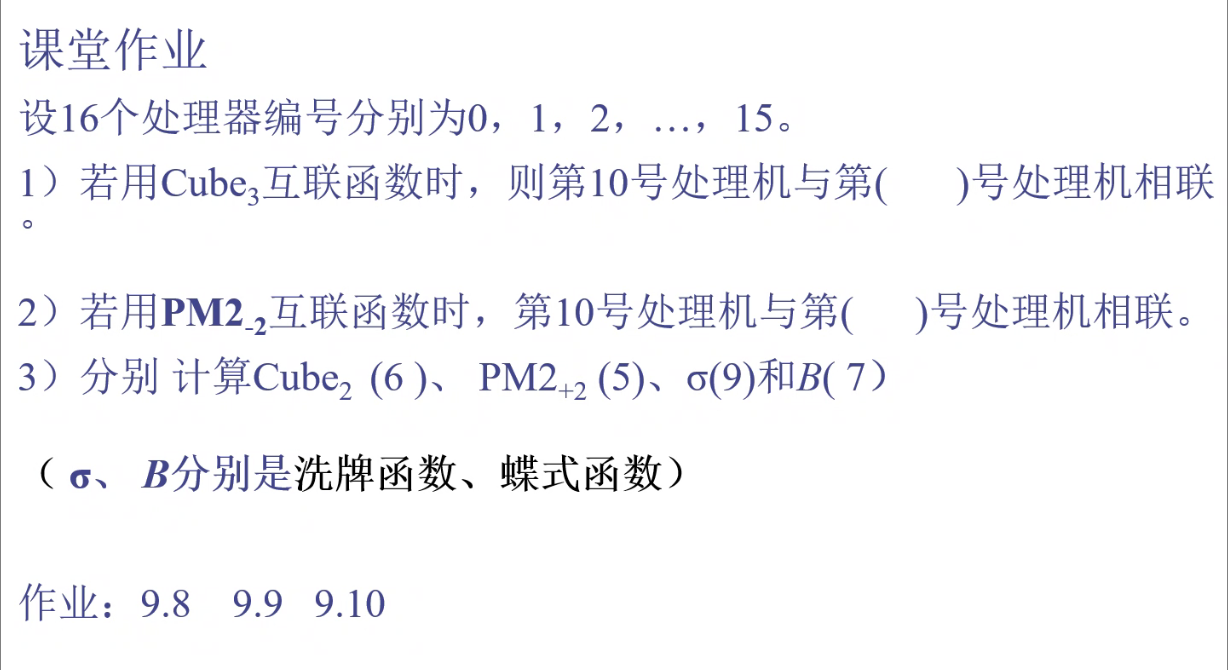 课堂作业
设16个处理器编号分别为0，1，2，…，15。
1）若用Cube3互联函数时，则第10号处理机与第(      )号处理机相联
。
2）若用PM2-2互联函数时，第10号处理机与第(      )号处理机相联。
3）分别 计算Cube2 (6 )、 PM2+2 (5)、σ(9)和B( 7）
（ σ、 B分别是洗牌函数、蝶式函数）
作业：9.8 9.9 9.10